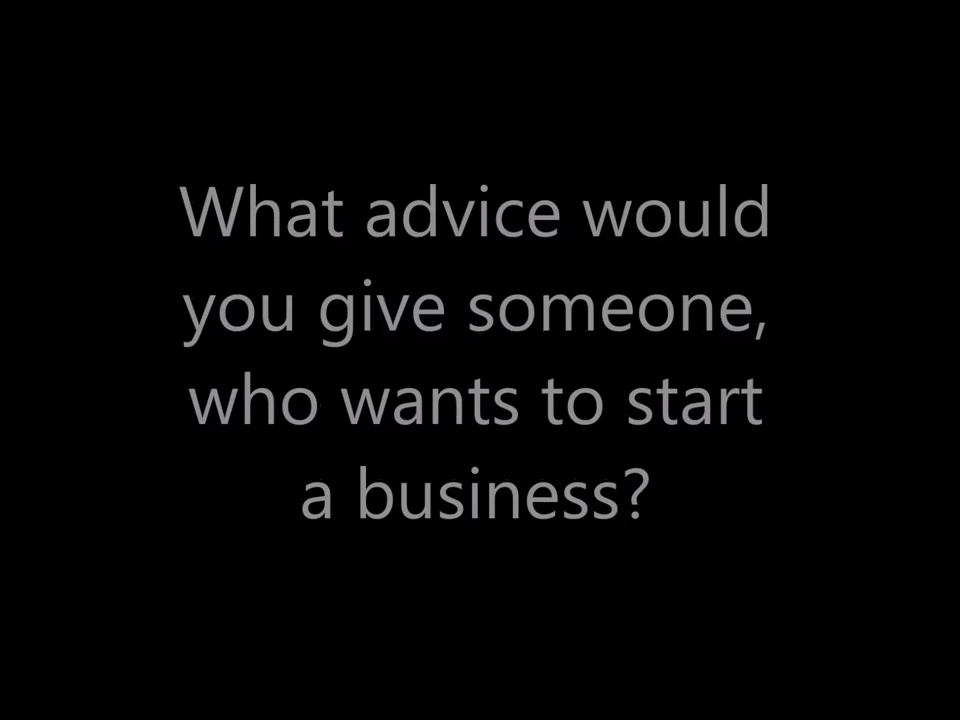 What advice would
you give someone,
who wants to start
a business?